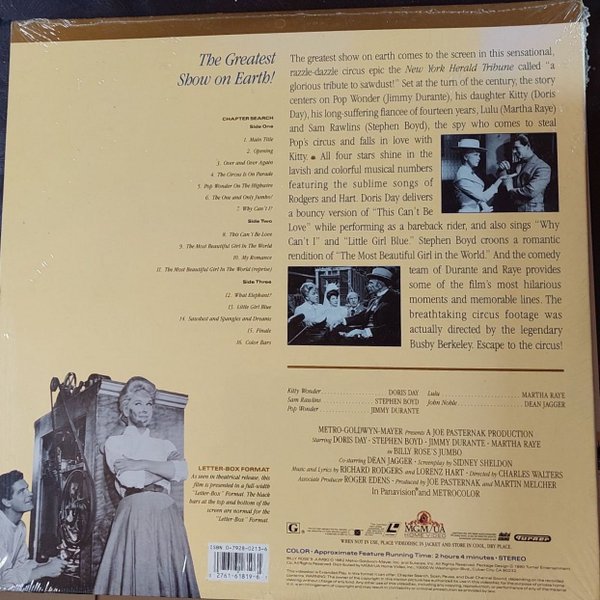 The Greatest
Show on Earth!
CHAPTER SEARCH
Side One
1. Main Title
2. Opening
3. Over and Over Again
4. The Circus Is on Parade
5. Pop Wonder On The Highwire
6. The One and Only Jumbo!
7. Why Can't I?
Side Two
8. This Can't Be Love
9. The Most Beautiful Girl In The World
10. My Romance
11. The Most Beautiful Girl In The World (reprise)
Side Three
12. What Elephant?
13. Little Girl Blue
14. Sawdust and Spangles and Dreams
15. Finale
16. Color Bars
The greatest show on earth comes to the screen in this sensational,
razzle-dazzle circus epic the New York Herald Tribune called "a
glorious tribute to sawdust!" Set at the turn of the century, the story
centers on Pop Wonder (Jimmy Durante), his daughter Kitty (Doris
Day), his long-suffering fiancee of fourteen years, Lulu (Martha Raye)
and Sam Rawlins (Stephen Boyd), the spy who comes to steal
Pop's circus and falls in love with
Kitty. All four stars shine in the
lavish and colorful musical numbers
featuring the sublime songs of
Rodgers and Hart. Doris Day delivers
a bouncy version of "This Can't Be
Love" while performing as a bareback rider, and also sings "Why
Can't I" and "Little Girl Blue." Stephen Boyd croons a romantic
rendition of "The Most Beautiful Girl in the World." And the comedy
team of Durante and Raye provides
some of the film's most hilarious
moments and memorable lines. The
breathtaking circus footage was
actually directed by the legendary
Busby Berkeley. Escape to the circus!
Kitty Wonder DORIS DAY
Sam Rawlins STEPHEN BOYD
Pop Wonder JIMMY DURANTE
Lulu MARTHA RAYE
John Noble DEAN JAGGER
METRO-GOLDWYN-MAYER Presents A JOE PASTERNAK PRODUCTION
Starring DORIS DAY • STEPHEN BOYD • JIMMY DURANTE • MARTHA RAYE
in BILLY ROSE'S JUMBO
Co-starring DEAN JAGGER • Screenplay by SIDNEY SHELDON
Music and Lyrics by RICHARD RODGERS and LORENZ HART • Directed by CHARLES WALTERS
Associate Producer ROGER EDENS • Produced by JOE PASTERNAK and MARTIN MELCHER
in Panavision and METROCOLOR
LETTER-BOX FORMAT
As seen in theatrical release, this
film is presented in a full-width
"Letter-Box" Format. The black
bars at the top and bottom of the
screen are normal for the
"Letter-Box" Format.
ISBN 0-7928-0213-6
2761 61819 6
G
MGM/UA
HOME VIDEO
WHEN NOT IN USE, PLACE VIDEODISC IN JACKET AND STORE IN COOL, DRY PLACE.
COLOR • Approximate Feature Running Time: 2 hours 4 minutes • STEREO